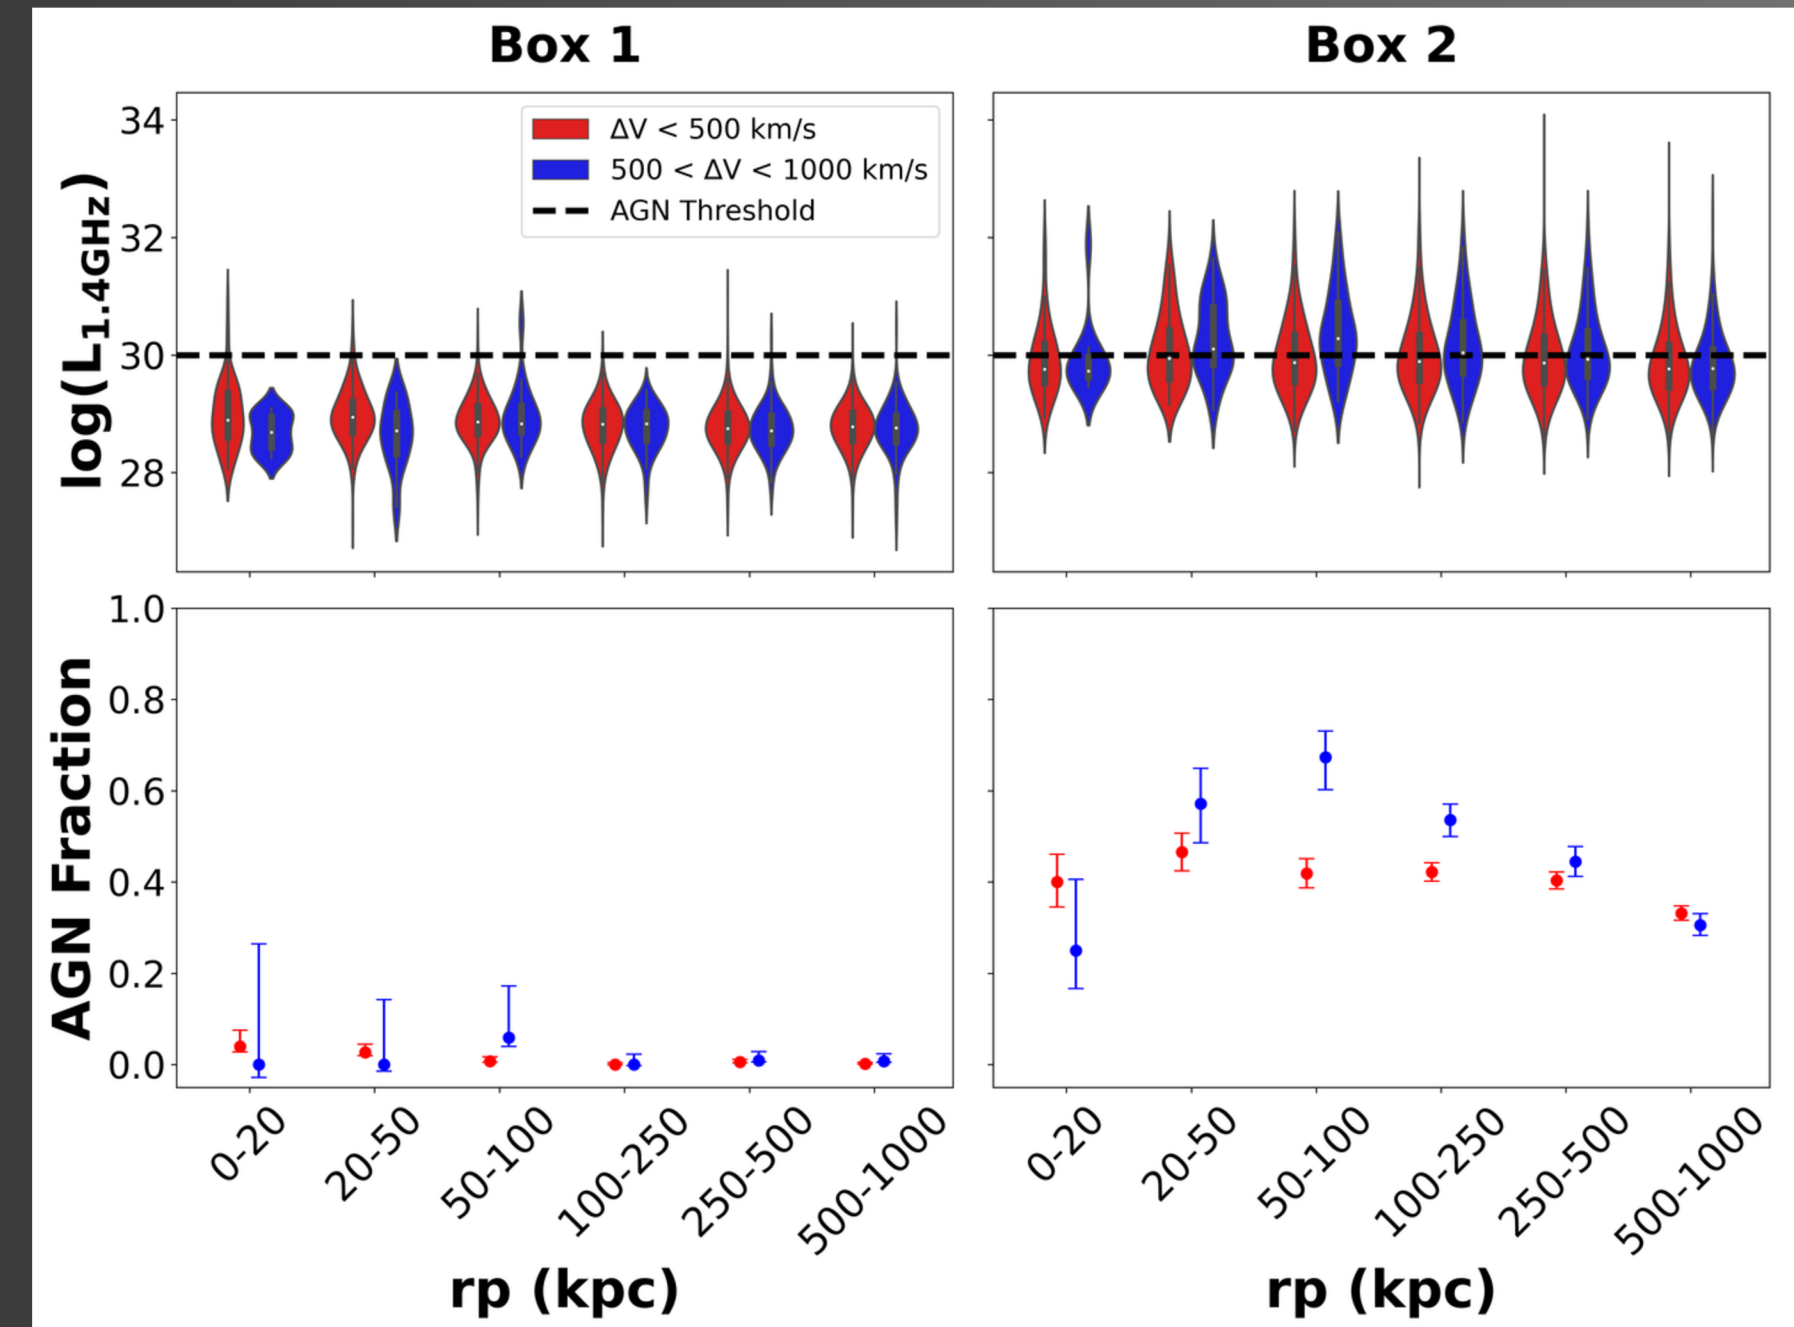 Box 1
Box 2
34
32
30
28
log(L1.4GHz)
ΔV < 500 km/s
500 < ΔV < 1000 km/s
AGN Threshold
1.0
0.8
0.6
0.4
0.2
0.0
AGN Fraction
0-20
20-50
50-100
100-250
250-500
500-1000
0-20
20-50
50-100
100-250
250-500
500-1000
rp (kpc)
rp (kpc)